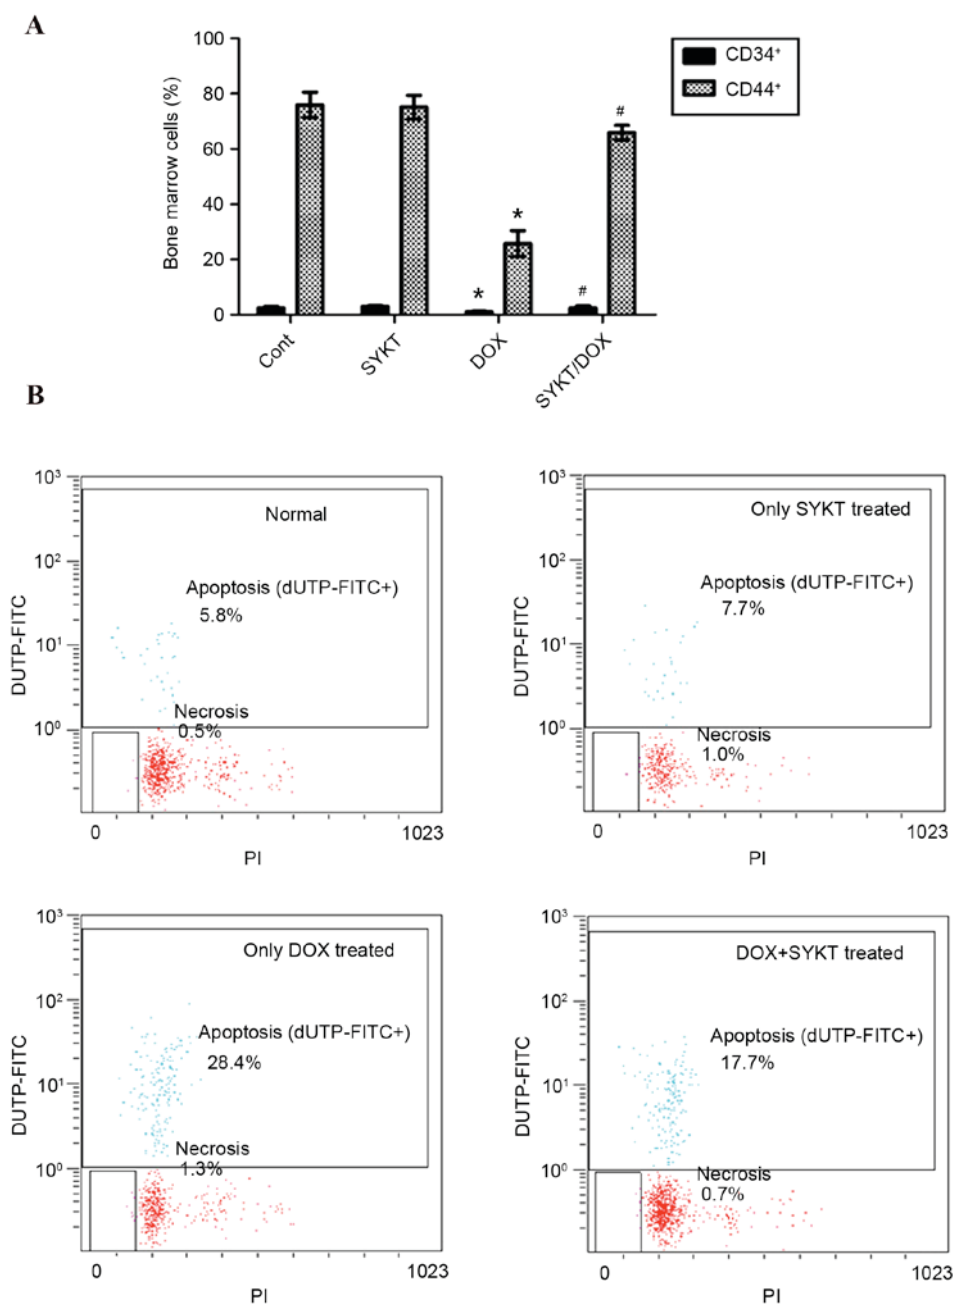 A
100
80
60
40
20
0
Bone marrow cells (%)
CD34⁺
CD44⁺
*
*
#
#
Cont
SYKT
DOX
SYKT/DOX
B
10³
10²
10¹
10⁰
DUTP-FITC
Normal
Apoptosis (dUTP-FITC+)
5.8%
Necrosis
0.5%
0
1023
PI
10³
10²
10¹
10⁰
DUTP-FITC
Only SYKT treated
Apoptosis (dUTP-FITC+)
7.7%
Necrosis
1.0%
0
1023
PI
10³
10²
10¹
10⁰
DUTP-FITC
Only DOX treated
Apoptosis (dUTP-FITC+)
28.4%
Necrosis
1.3%
0
1023
PI
10³
10²
10¹
10⁰
DUTP-FITC
DOX+SYKT treated
Apoptosis (dUTP-FITC+)
17.7%
Necrosis
0.7%
0
1023
PI